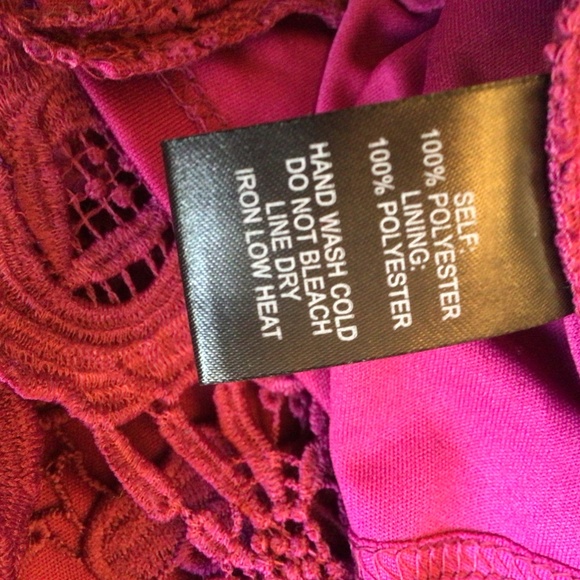 SELF:
100% POLYESTER
LINING:
100% POLYESTER
HAND WASH COLD
DO NOT BLEACH
LINE DRY
IRON LOW HEAT